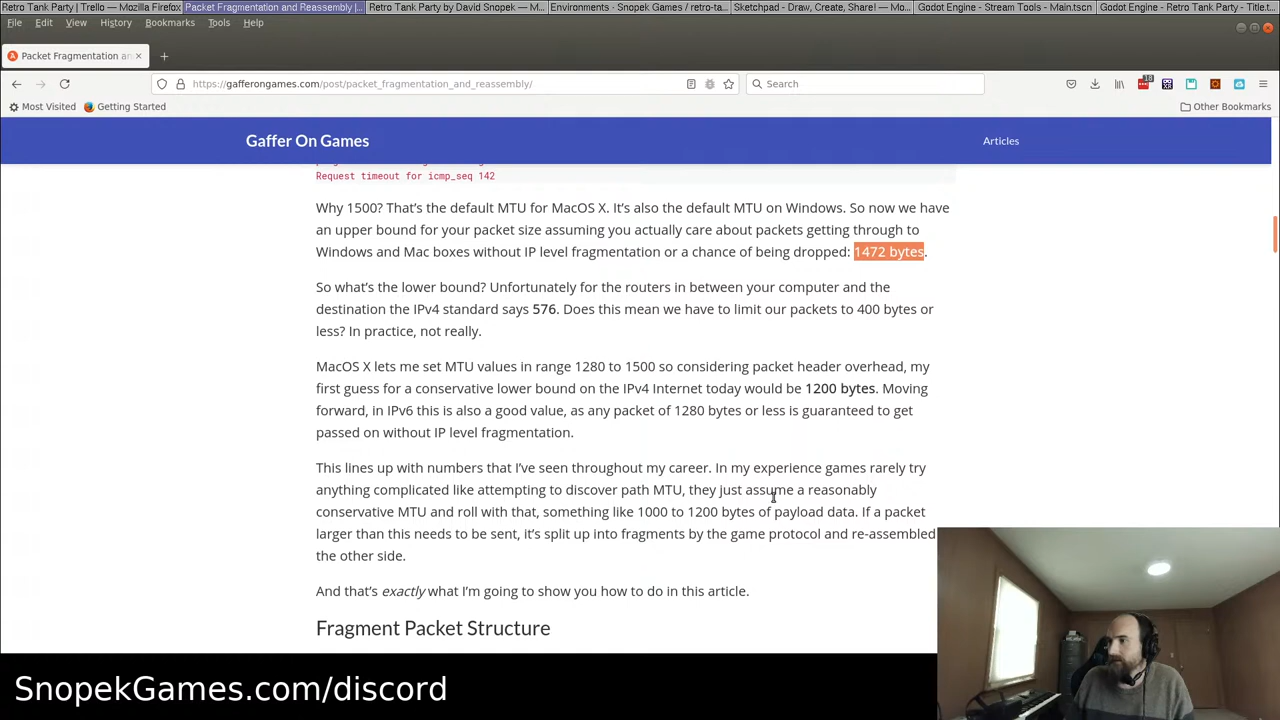 Retro Tank Party | Trello — Mozilla Firefox
Packet Fragmentation and Reassembly |...
Retro Tank Party by David Snopek — M...
Environments · Snopek Games / retro-ta...
Sketchpad - Draw, Create, Share! — Mo...
Godot Engine - Stream Tools - Main.tscn
Godot Engine - Retro Tank Party - Title.t...
File Edit View History Bookmarks Tools Help
Packet Fragmentation an
https://gafferongames.com/post/packet_fragmentation_and_reassembly/
Search
18
Most Visited
Getting Started
Other Bookmarks
Gaffer On Games
Articles
Request timeout for icmp_seq 142
Why 1500? That's the default MTU for MacOS X. It's also the default MTU on Windows. So now we have
an upper bound for your packet size assuming you actually care about packets getting through to
Windows and Mac boxes without IP level fragmentation or a chance of being dropped: 1472 bytes.
So what's the lower bound? Unfortunately for the routers in between your computer and the
destination the IPv4 standard says 576. Does this mean we have to limit our packets to 400 bytes or
less? In practice, not really.
MacOS X lets me set MTU values in range 1280 to 1500 so considering packet header overhead, my
first guess for a conservative lower bound on the IPv4 Internet today would be 1200 bytes. Moving
forward, in IPv6 this is also a good value, as any packet of 1280 bytes or less is guaranteed to get
passed on without IP level fragmentation.
This lines up with numbers that I've seen throughout my career. In my experience games rarely try
anything complicated like attempting to discover path MTU, they just assume a reasonably
conservative MTU and roll with that, something like 1000 to 1200 bytes of payload data. If a packet
larger than this needs to be sent, it's split up into fragments by the game protocol and re-assembled
the other side.
And that's exactly what I'm going to show you how to do in this article.
Fragment Packet Structure
SnopekGames.com/discord